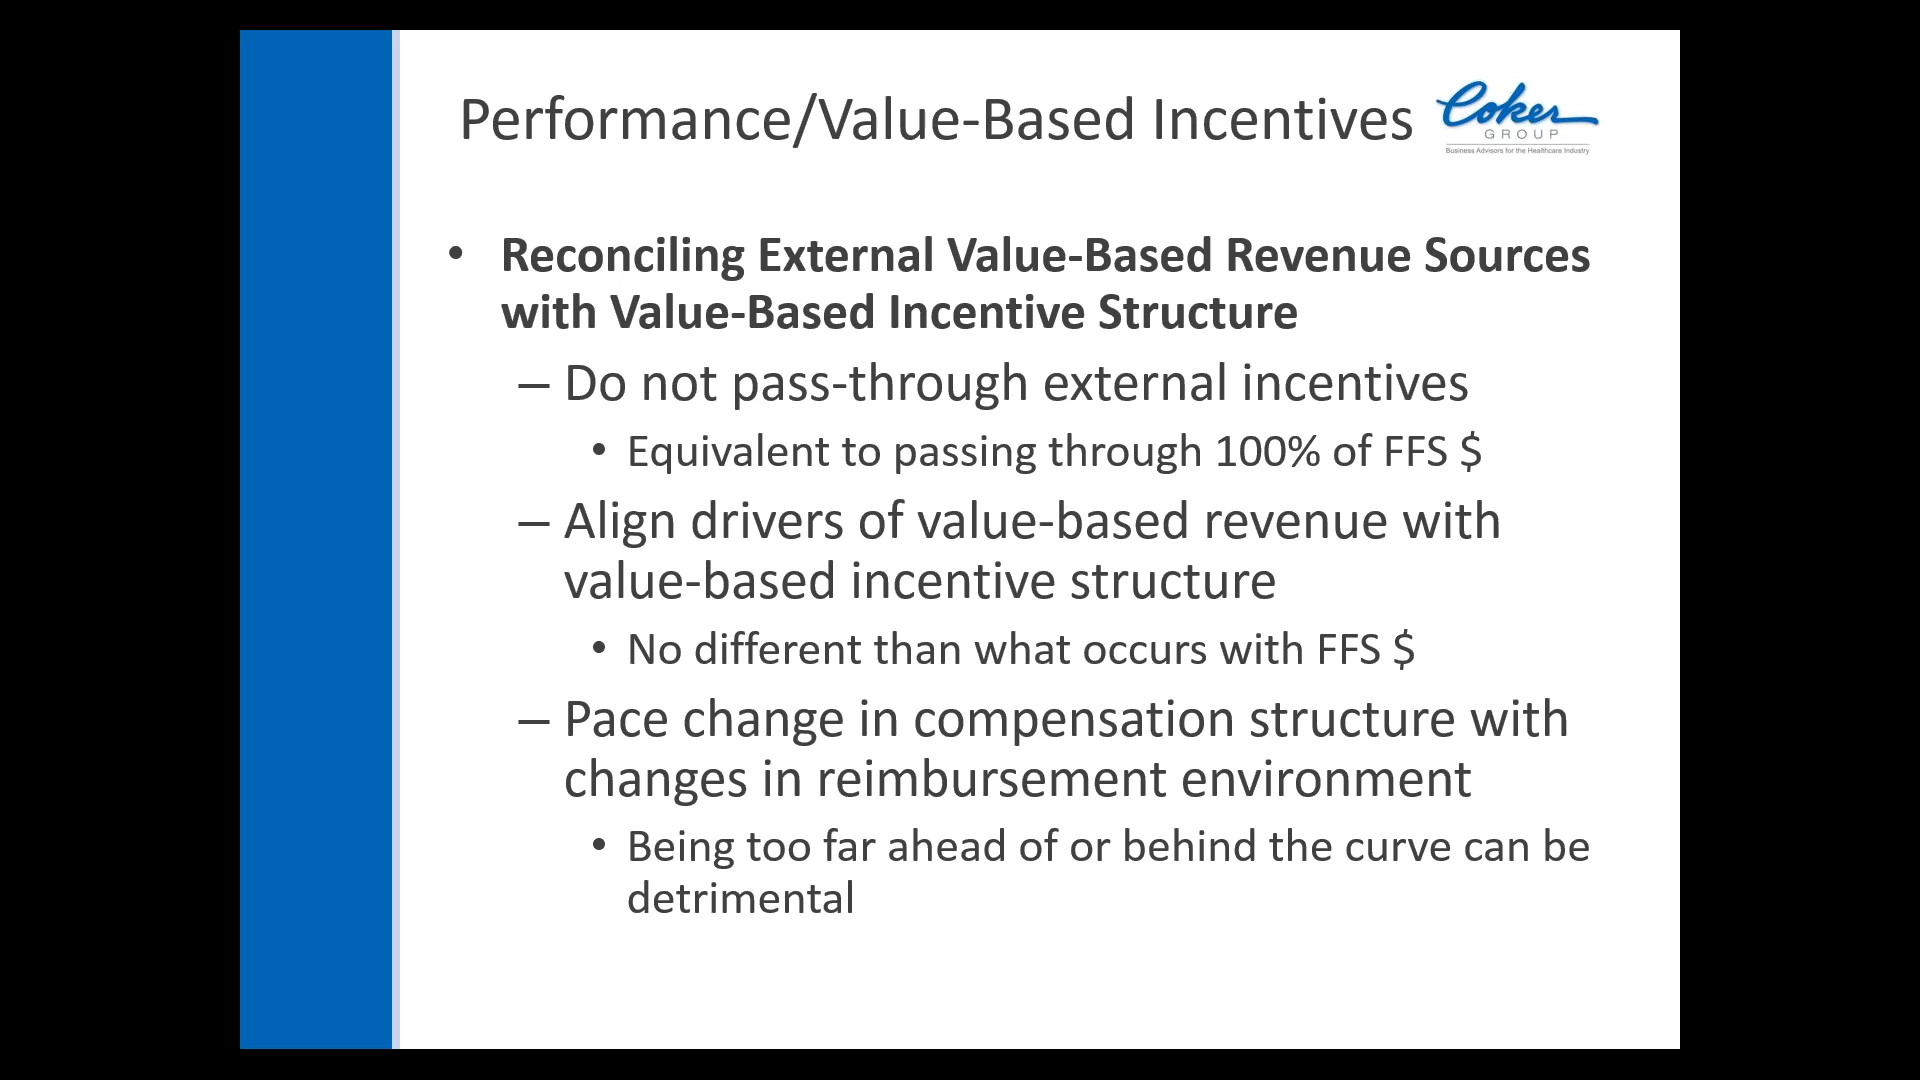 Performance/Value-Based Incentives
Coker
GROUP
Business Advisors for the Healthcare Industry
• Reconciling External Value-Based Revenue Sources
with Value-Based Incentive Structure
– Do not pass-through external incentives
• Equivalent to passing through 100% of FFS $
– Align drivers of value-based revenue with
value-based incentive structure
• No different than what occurs with FFS $
– Pace change in compensation structure with
changes in reimbursement environment
• Being too far ahead of or behind the curve can be
detrimental